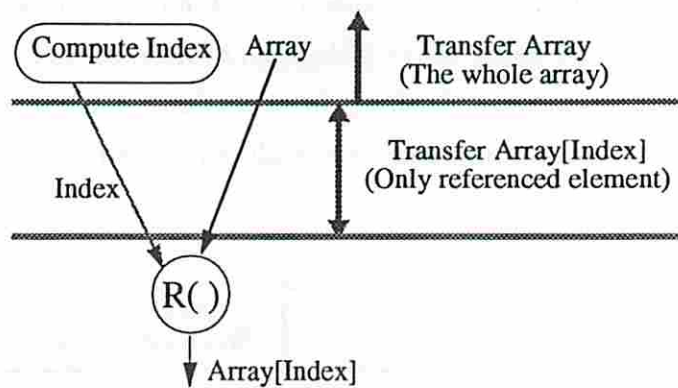 Compute Index
Array
Transfer Array
(The whole array)
Transfer Array[Index]
(Only referenced element)
Index
R( )
Array[Index]